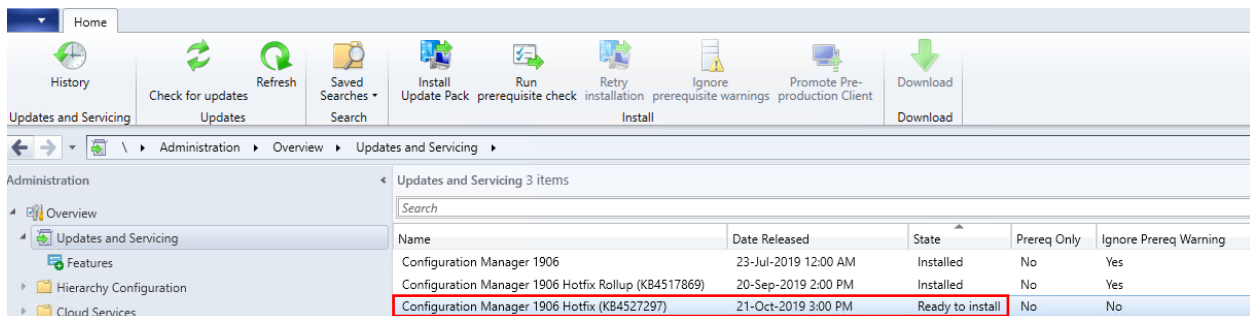 Home
History
Check for updates
Refresh
Saved
Searches
Install
Update Pack
Run
prerequisite check
Retry
installation
Ignore
prerequisite warnings
Promote Pre-
production Client
Download
Updates and Servicing
Updates
Search
Install
Download
\ Administration Overview Updates and Servicing
Administration
Updates and Servicing 3 items
Overview
Search
Updates and Servicing
Name Date Released State Prereq Only Ignore Prereq Warning
Features
Configuration Manager 1906 23-Jul-2019 12:00 AM Installed No Yes
Hierarchy Configuration
Configuration Manager 1906 Hotfix Rollup (KB4517869) 20-Sep-2019 2:00 PM Installed No Yes
Cloud Services
Configuration Manager 1906 Hotfix (KB4527297) 21-Oct-2019 3:00 PM Ready to install No No